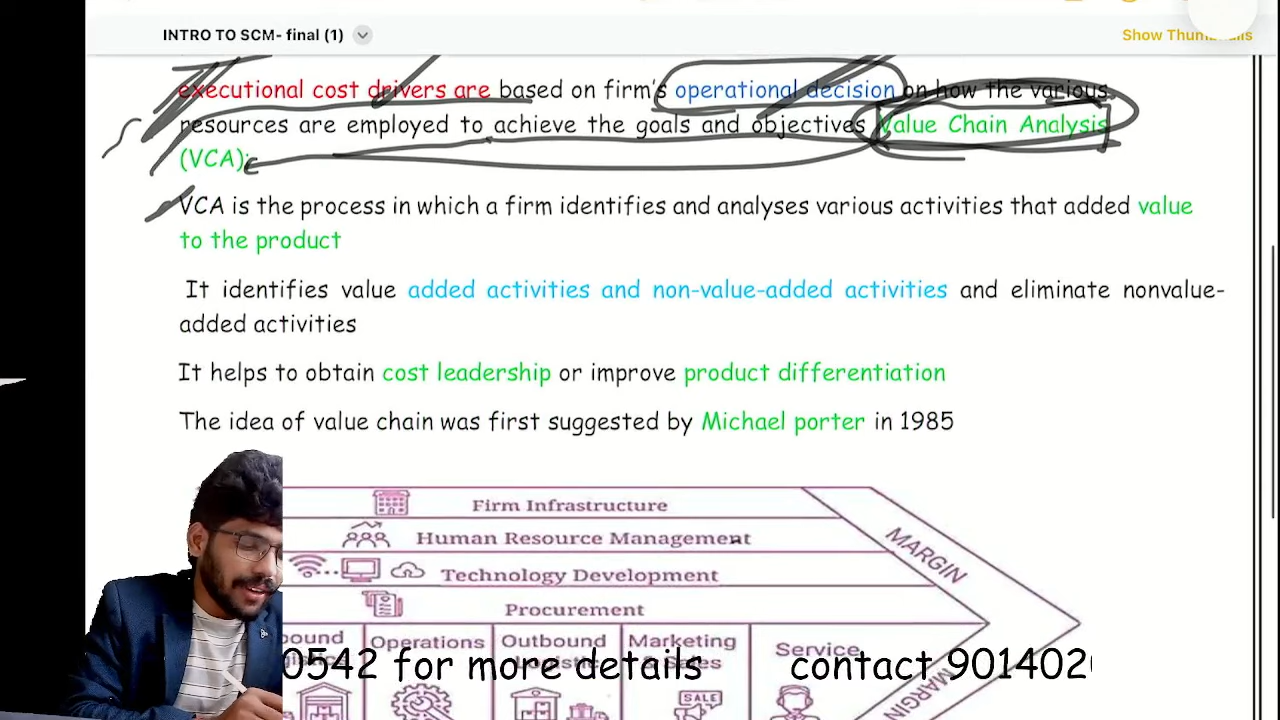 INTRO TO SCM- final (1)
Show Thum
executional cost drivers are based on firm's operational decision on how the various
resources are employed to achieve the goals and objectives Value Chain Analysis
(VCA):
VCA is the process in which a firm identifies and analyses various activities that added value
to the product
It identifies value added activities and non-value-added activities and eliminate nonvalue-
added activities
It helps to obtain cost leadership or improve product differentiation
The idea of value chain was first suggested by Michael porter in 1985
Firm Infrastructure
Human Resource Management
MARGIN
Technology Development
Procurement
bound Operations Outbound Marketing Service
& Sales
0542 for more details contact 901402
SALE
MARGIN